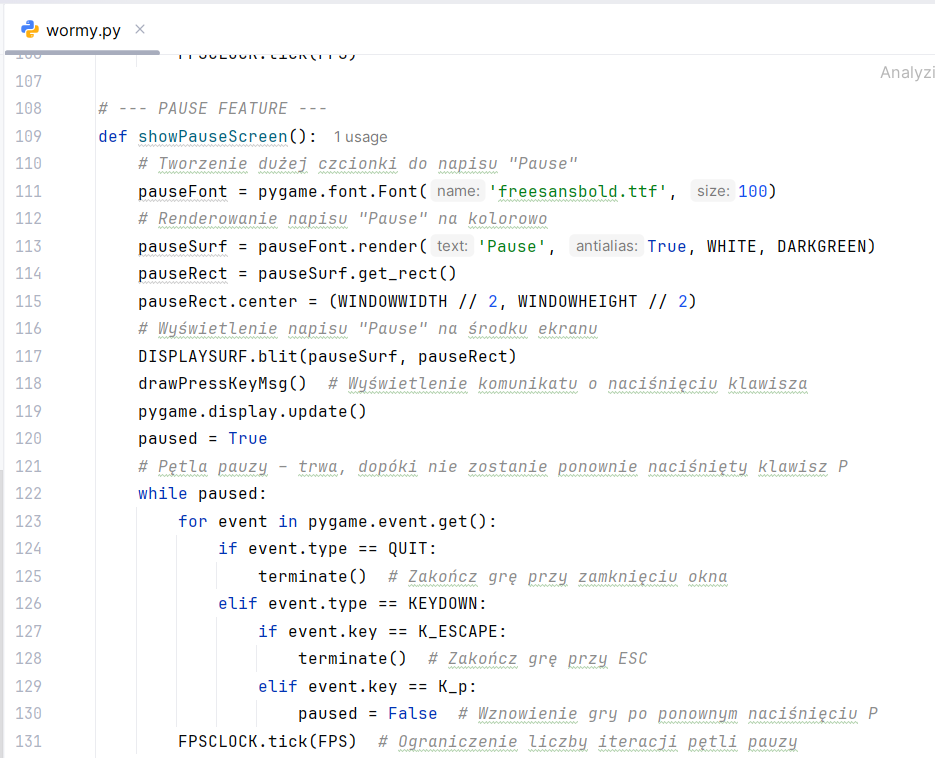 wormy.py
Analyzi
106 FPSCLOCK.tick(FPS)
107
108 # --- PAUSE FEATURE ---
109 def showPauseScreen(): 1 usage
110 # Tworzenie dużej czcionki do napisu "Pause"
111 pauseFont = pygame.font.Font( name: 'freesansbold.ttf', size: 100)
112 # Renderowanie napisu "Pause" na kolorowo
113 pauseSurf = pauseFont.render( text: 'Pause', antialias: True, WHITE, DARKGREEN)
114 pauseRect = pauseSurf.get_rect()
115 pauseRect.center = (WINDOWWIDTH // 2, WINDOWHEIGHT // 2)
116 # Wyświetlenie napisu "Pause" na środku ekranu
117 DISPLAYSURF.blit(pauseSurf, pauseRect)
118 drawPressKeyMsg() # Wyświetlenie komunikatu o naciśnięciu klawisza
119 pygame.display.update()
120 paused = True
121 # Pętla pauzy – trwa, dopóki nie zostanie ponownie naciśnięty klawisz P
122 while paused:
123 for event in pygame.event.get():
124 if event.type == QUIT:
125 terminate() # Zakończ grę przy zamknięciu okna
126 elif event.type == KEYDOWN:
127 if event.key == K_ESCAPE:
128 terminate() # Zakończ grę przy ESC
129 elif event.key == K_p:
130 paused = False # Wznowienie gry po ponownym naciśnięciu P
131 FPSCLOCK.tick(FPS) # Ograniczenie liczby iteracji pętli pauzy